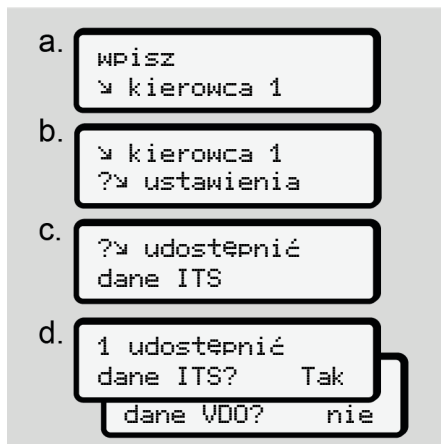 a.
wpisz
↘ kierowca 1
b.
↘ kierowca 1
?↘ ustawienia
c.
?↘ udostępnić
dane ITS
d.
1 udostępnić
dane ITS? Tak
dane VDO? nie